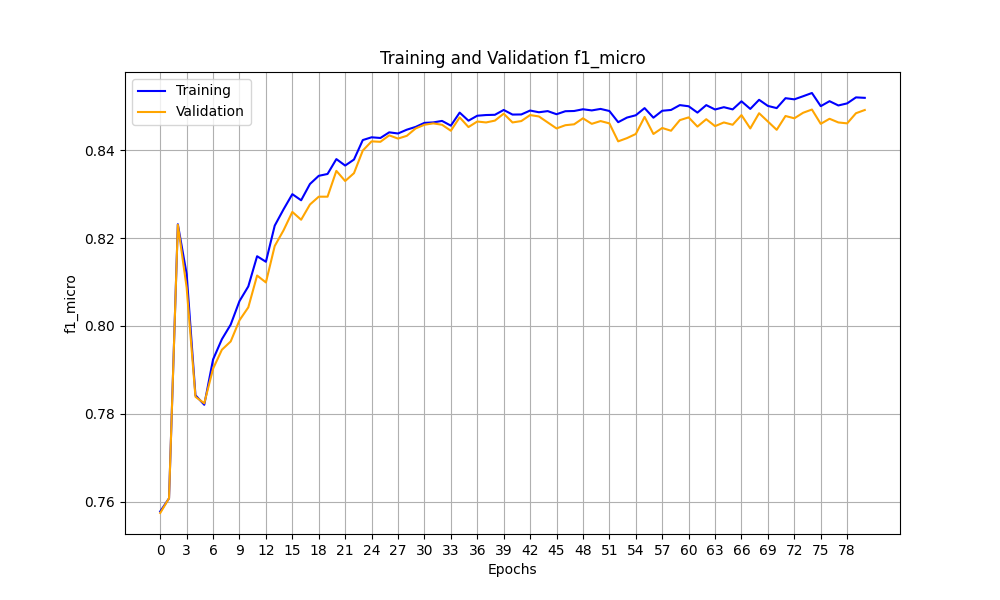 Training and Validation f1_micro
Training
Validation
f1_micro
0.84
0.82
0.80
0.78
0.76
0 3 6 9 12 15 18 21 24 27 30 33 36 39 42 45 48 51 54 57 60 63 66 69 72 75 78
Epochs